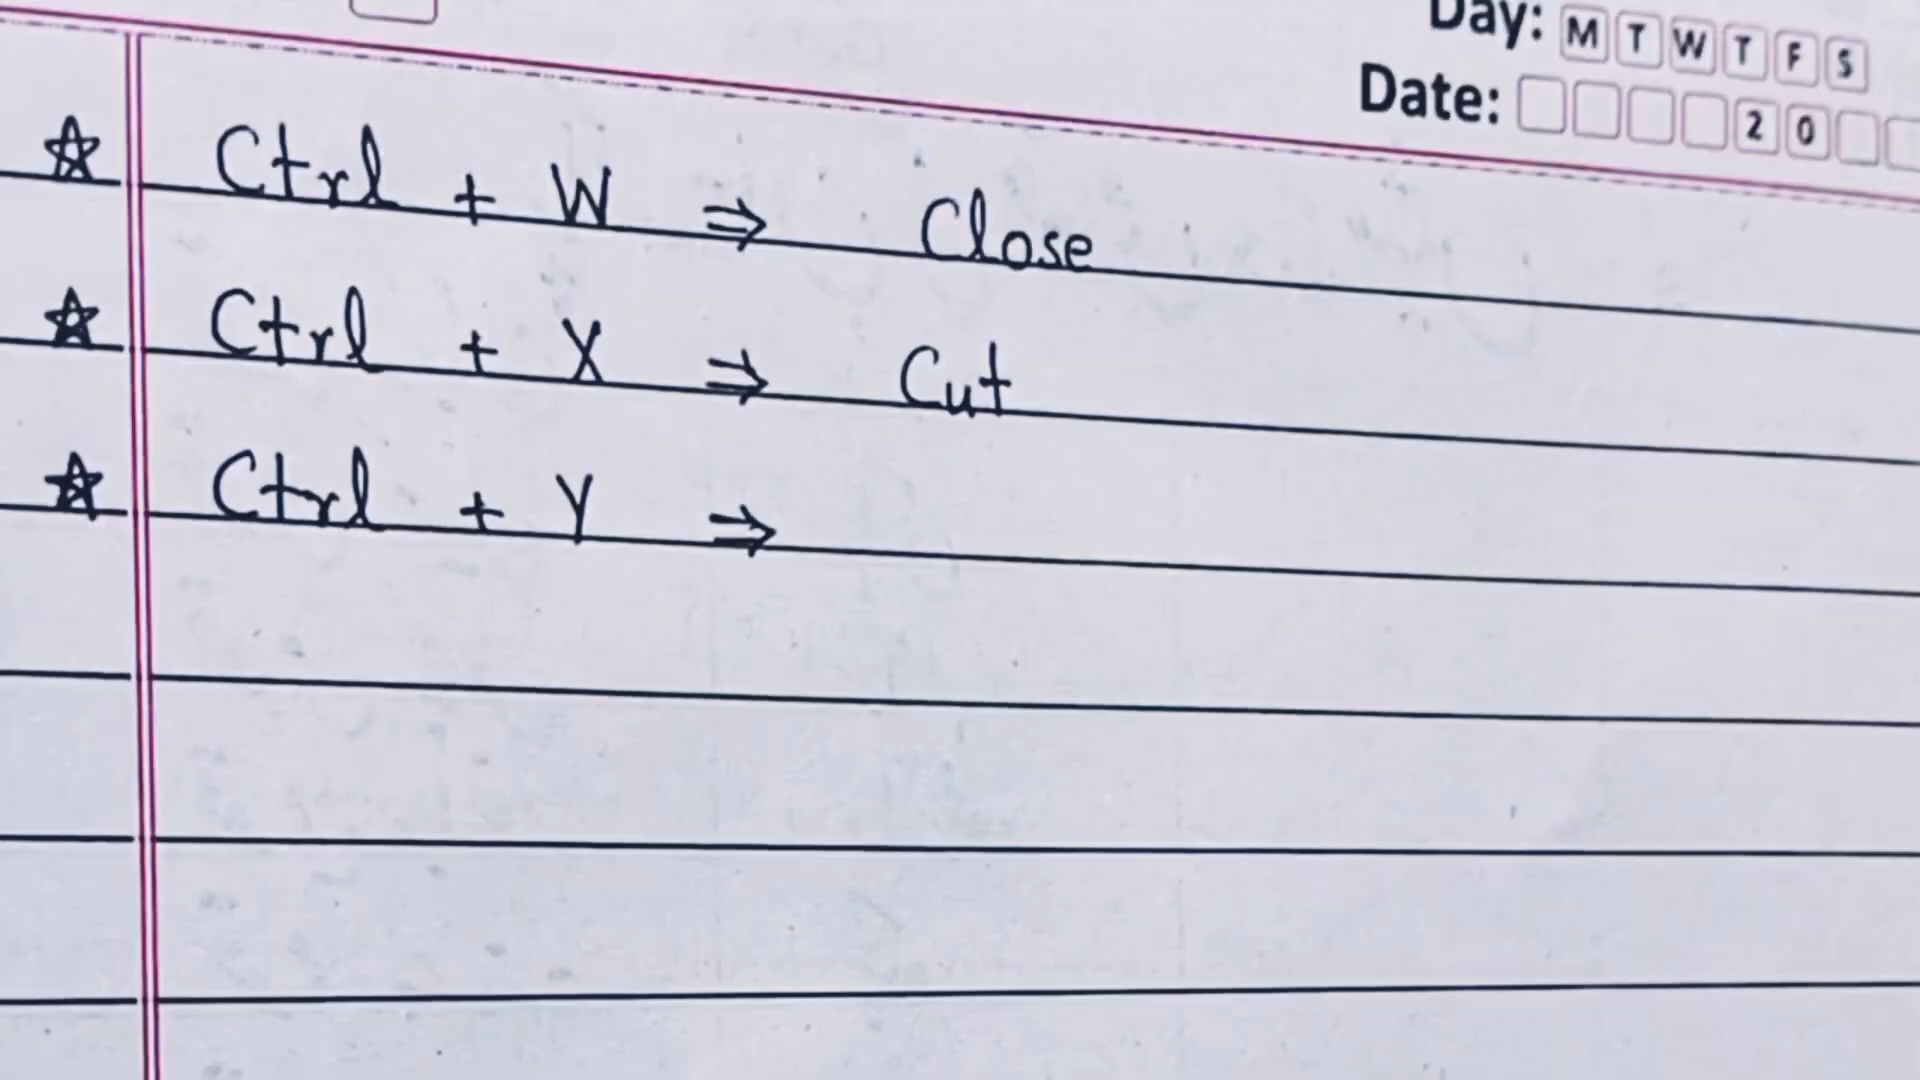 Day: M T W T F S
Date: 2 0
☆ Ctrl + W ⇒ Close
☆ Ctrl + X ⇒ Cut
☆ Ctrl + Y ⇒